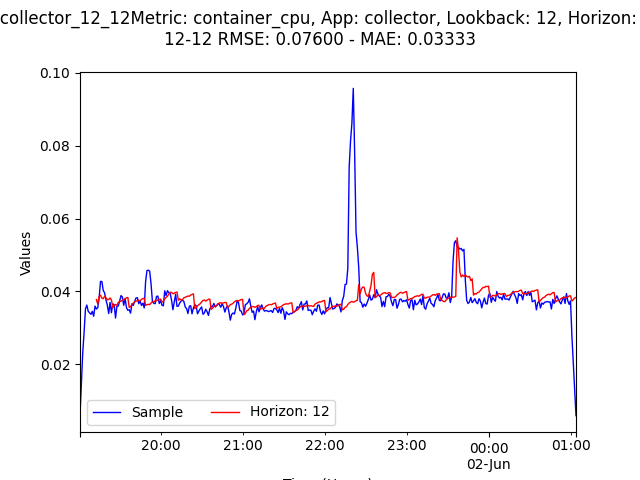 collector_12_12Metric: container_cpu, App: collector, Lookback: 12, Horizon:
12-12 RMSE: 0.07600 - MAE: 0.03333
0.10
0.08
0.06
0.04
0.02
Values
Sample
Horizon: 12
20:00
21:00
22:00
23:00
00:00
02-Jun
01:00